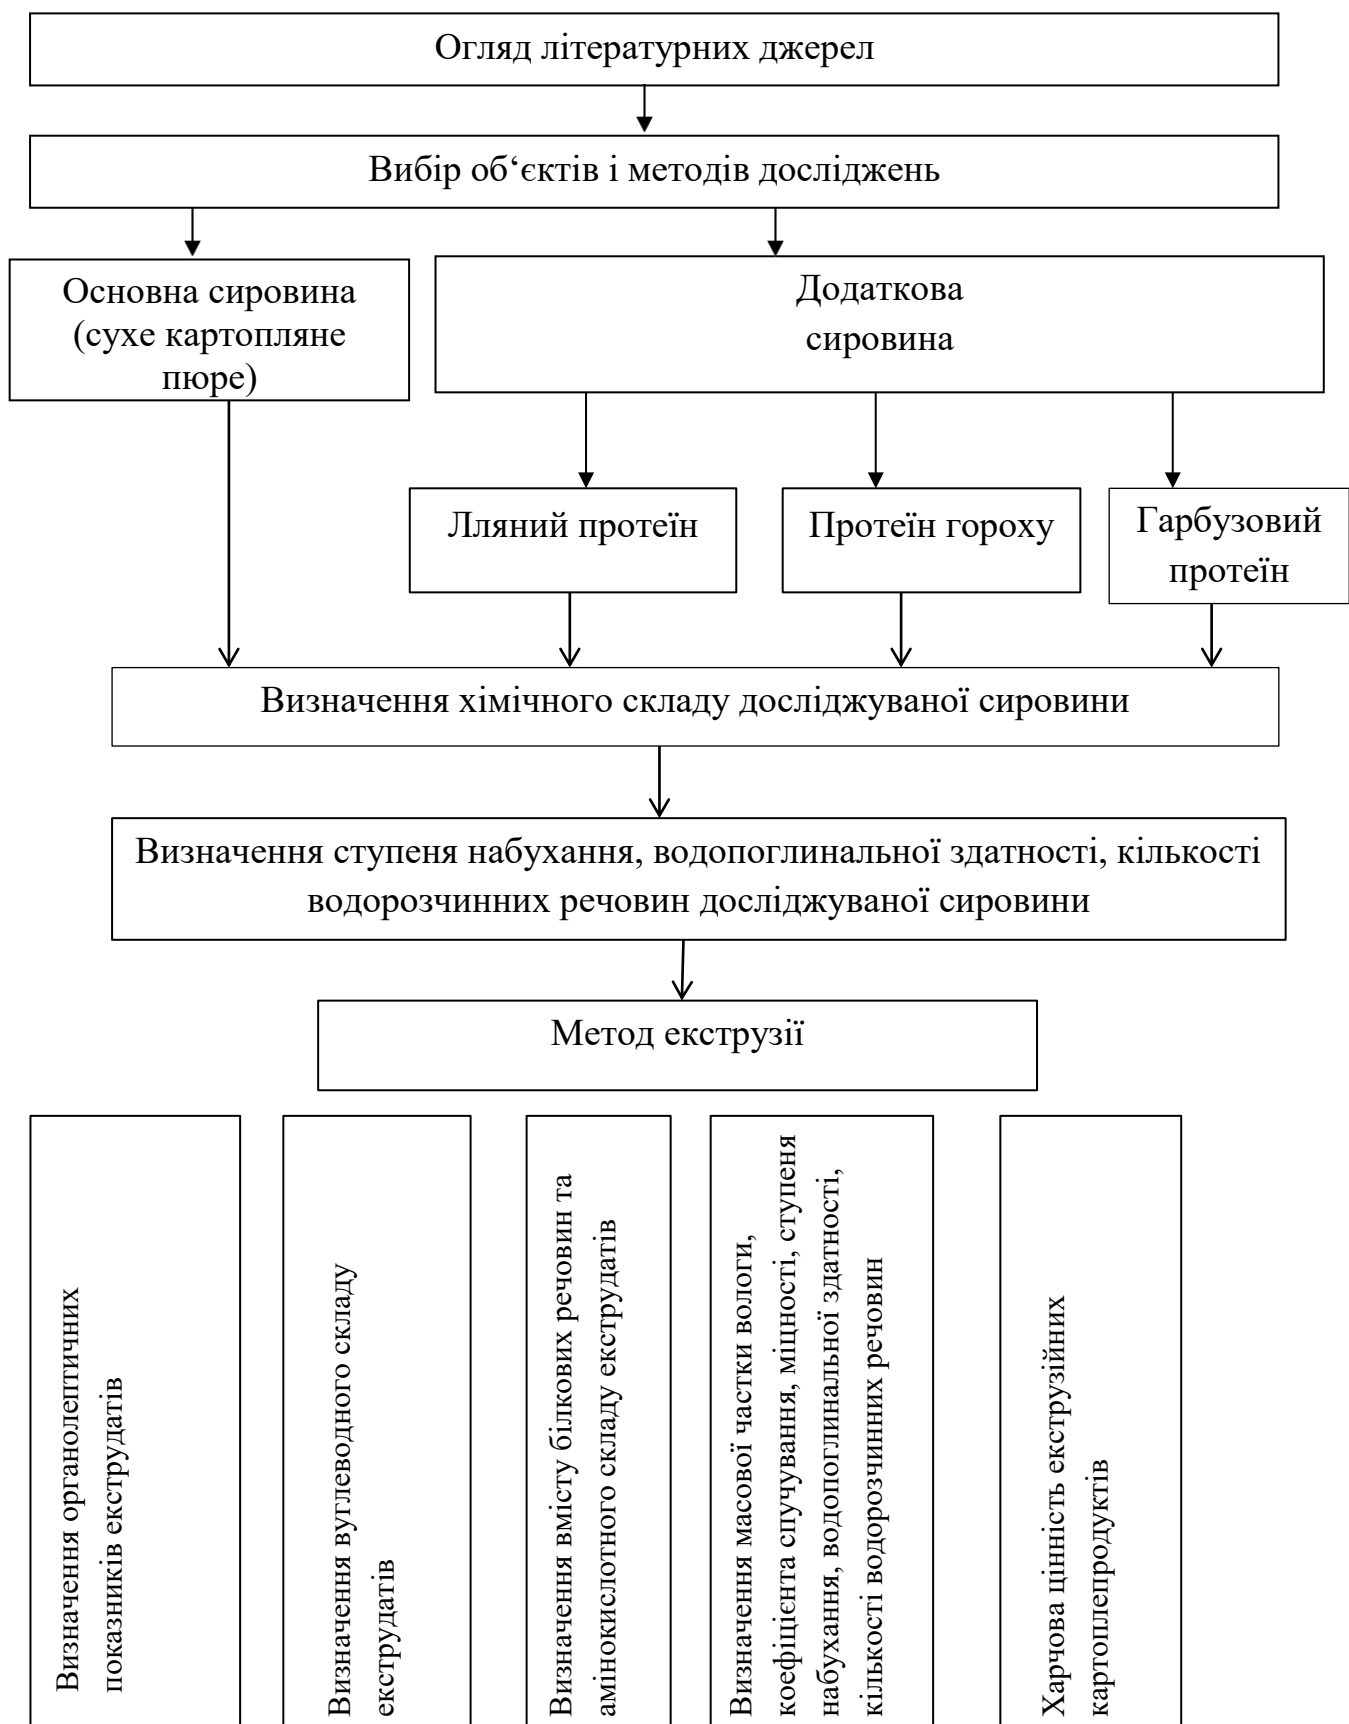 Огляд літературних джерел
Вибір об‘єктів і методів досліджень
Основна сировина
(сухе картопляне
пюре)
Додаткова
сировина
Лляний протеїн
Протеїн гороху
Гарбузовий
протеїн
Визначення хімічного складу досліджуваної сировини
Визначення ступеня набухання, водопоглинальної здатності, кількості
водорозчинних речовин досліджуваної сировини
Метод екструзії
Визначення органолептичних
показників екструдатів
Визначення вуглеводного складу
екструдатів
Визначення вмісту білкових речовин та
амінокислотного складу екструдатів
Визначення масової частки вологи,
коефіцієнта спучування, міцності, ступеня
набухання, водопоглинальної здатності,
кількості водорозчинних речовин
Харчова цінність екструзійних
картоплепродуктів